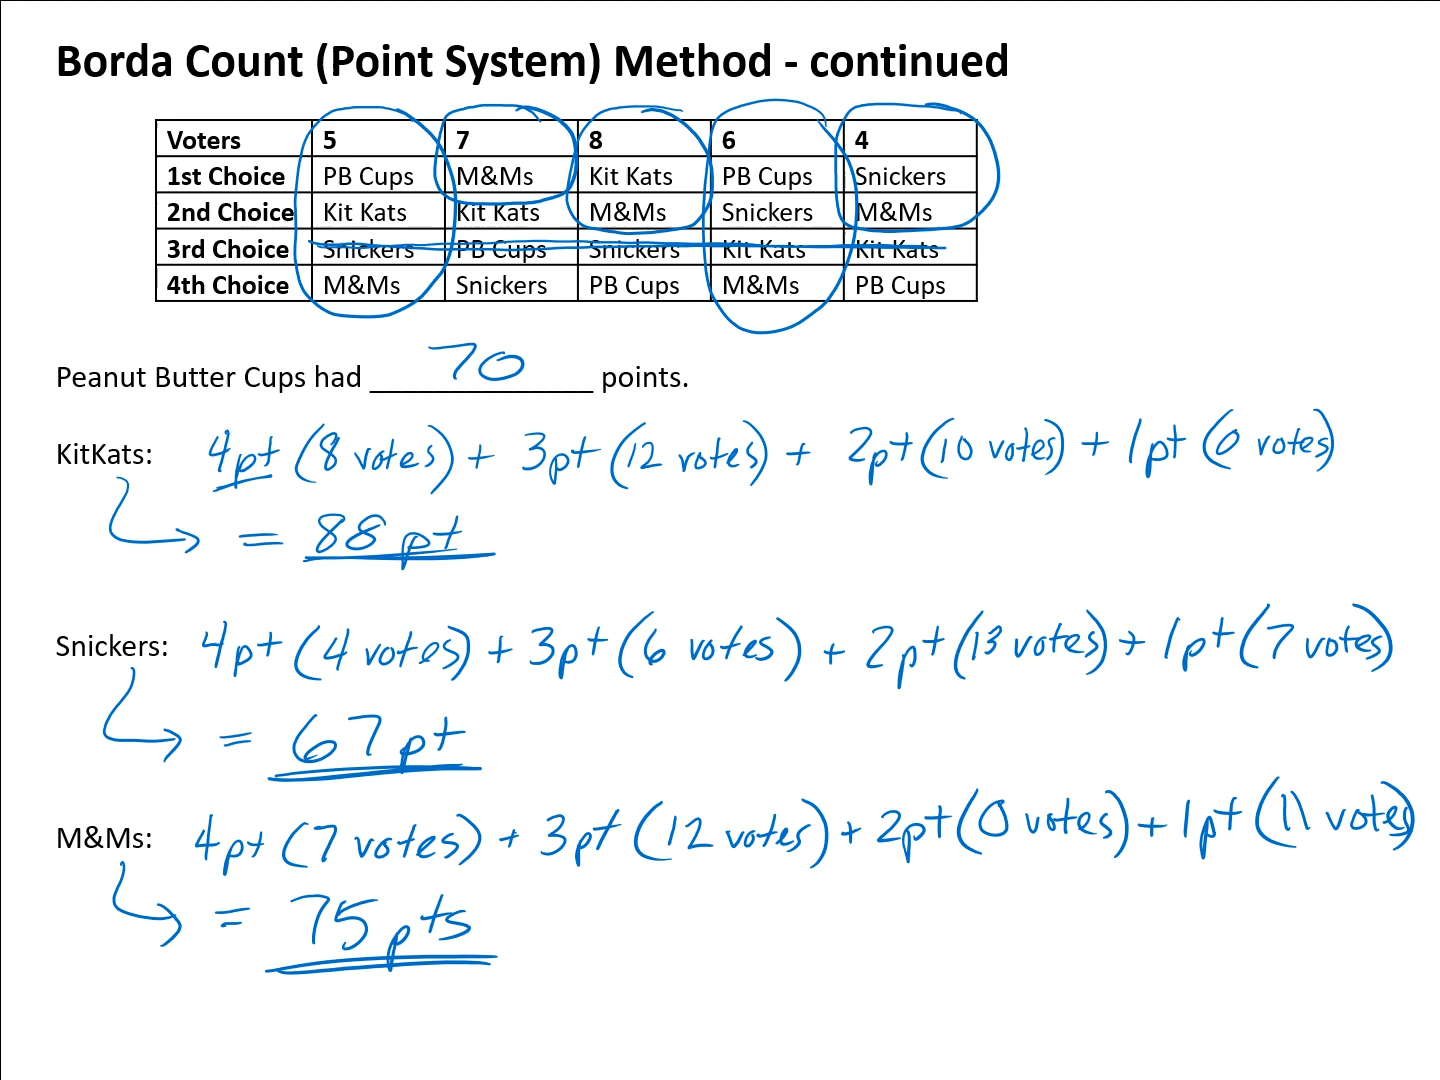 Borda Count (Point System) Method - continued
Voters 5 7 8 6 4
1st Choice PB Cups M&Ms Kit Kats PB Cups Snickers
2nd Choice Kit Kats Kit Kats M&Ms Snickers M&Ms
3rd Choice Snickers PB Cups Snickers Kit Kats Kit Kats
4th Choice M&Ms Snickers PB Cups M&Ms PB Cups
Peanut Butter Cups had 70 points.
KitKats: 4pt (8 votes) + 3pt (12 votes) + 2pt (10 votes) + 1pt (0 votes)
= 88 pt
Snickers: 4pt (4 votes) + 3pt (6 votes) + 2pt (13 votes) + 1pt (7 votes)
= 67 pt
M&Ms: 4pt (7 votes) + 3pt (12 votes) + 2pt (0 votes) + 1pt (11 votes)
= 75 pts